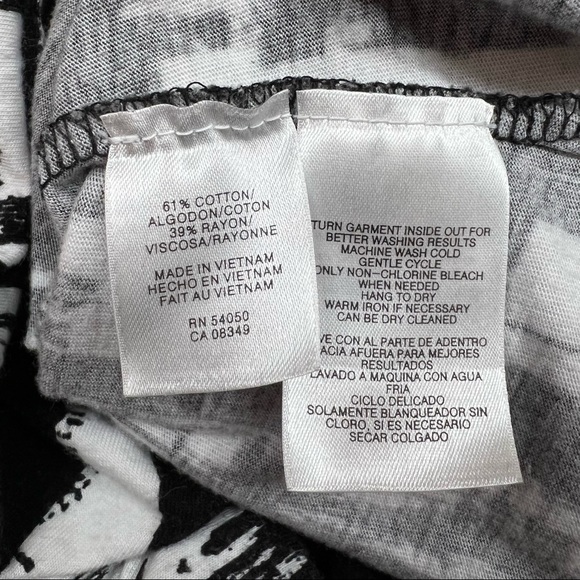 61% COTTON/
ALGODON/COTON
39% RAYON/
VISCOSA/RAYONNE
MADE IN VIETNAM
HECHO EN VIETNAM
FAIT AU VIETNAM
RN 54050
CA 08349
TURN GARMENT INSIDE OUT FOR
BETTER WASHING RESULTS
MACHINE WASH COLD
GENTLE CYCLE
ONLY NON-CHLORINE BLEACH
WHEN NEEDED
HANG TO DRY
WARM IRON IF NECESSARY
CAN BE DRY CLEANED
VE CON AL PARTE DE ADENTRO
ACIA AFUERA PARA MEJORES
RESULTADOS
LAVADO A MAQUINA CON AGUA
FRIA
CICLO DELICADO
SOLAMENTE BLANQUEADOR SIN
CLORO, SI ES NECESARIO
SECAR COLGADO